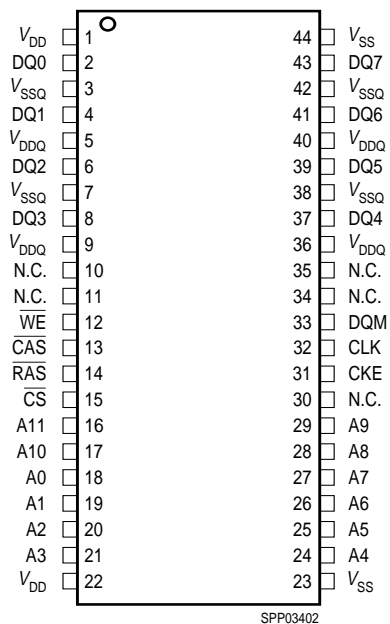 VDD 1 44 VSS
DQ0 2 43 DQ7
VSSQ 3 42 VSSQ
DQ1 4 41 DQ6
VDDQ 5 40 VDDQ
DQ2 6 39 DQ5
VSSQ 7 38 VSSQ
DQ3 8 37 DQ4
VDDQ 9 36 VDDQ
N.C. 10 35 N.C.
N.C. 11 34 N.C.
W̅E̅ 12 33 DQM
C̅A̅S̅ 13 32 CLK
R̅A̅S̅ 14 31 CKE
C̅S̅ 15 30 N.C.
A11 16 29 A9
A10 17 28 A8
A0 18 27 A7
A1 19 26 A6
A2 20 25 A5
A3 21 24 A4
VDD 22 23 VSS
SPP03402